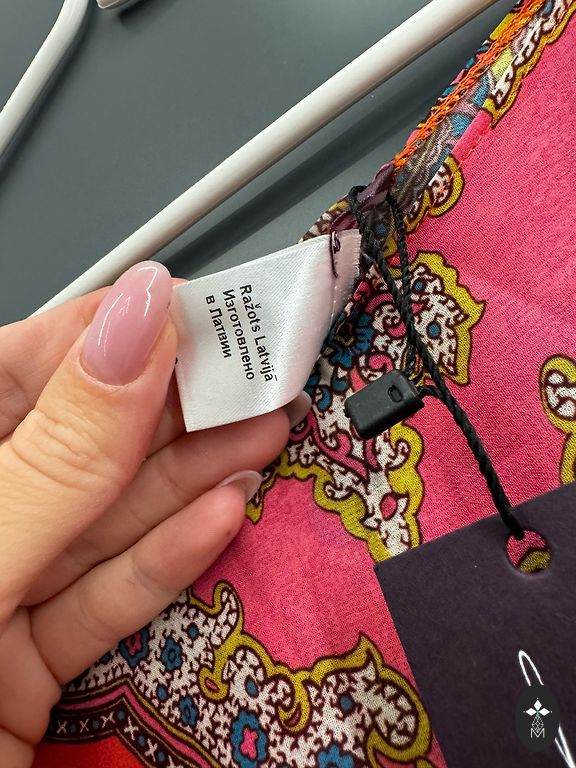 Ražots Latvijā
Изготовлено
в Латвии